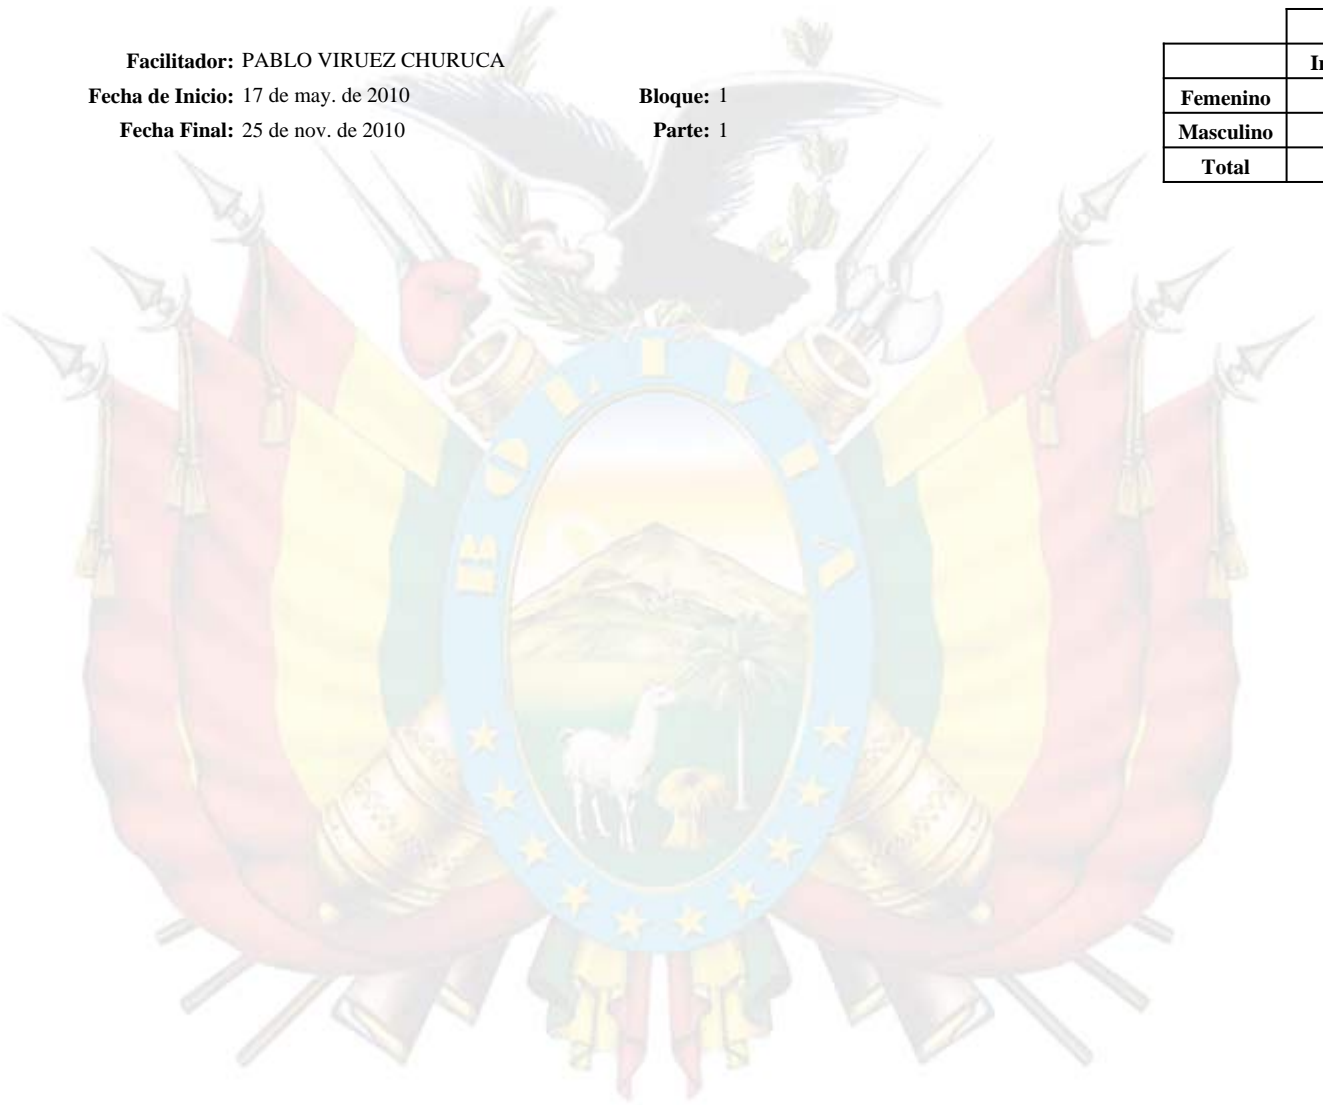 Facilitador: PABLO VIRUEZ CHURUCA
Fecha de Inicio: 17 de may. de 2010 Bloque: 1
Fecha Final: 25 de nov. de 2010 Parte: 1
Femenino
Masculino
Total
BOLIVIA